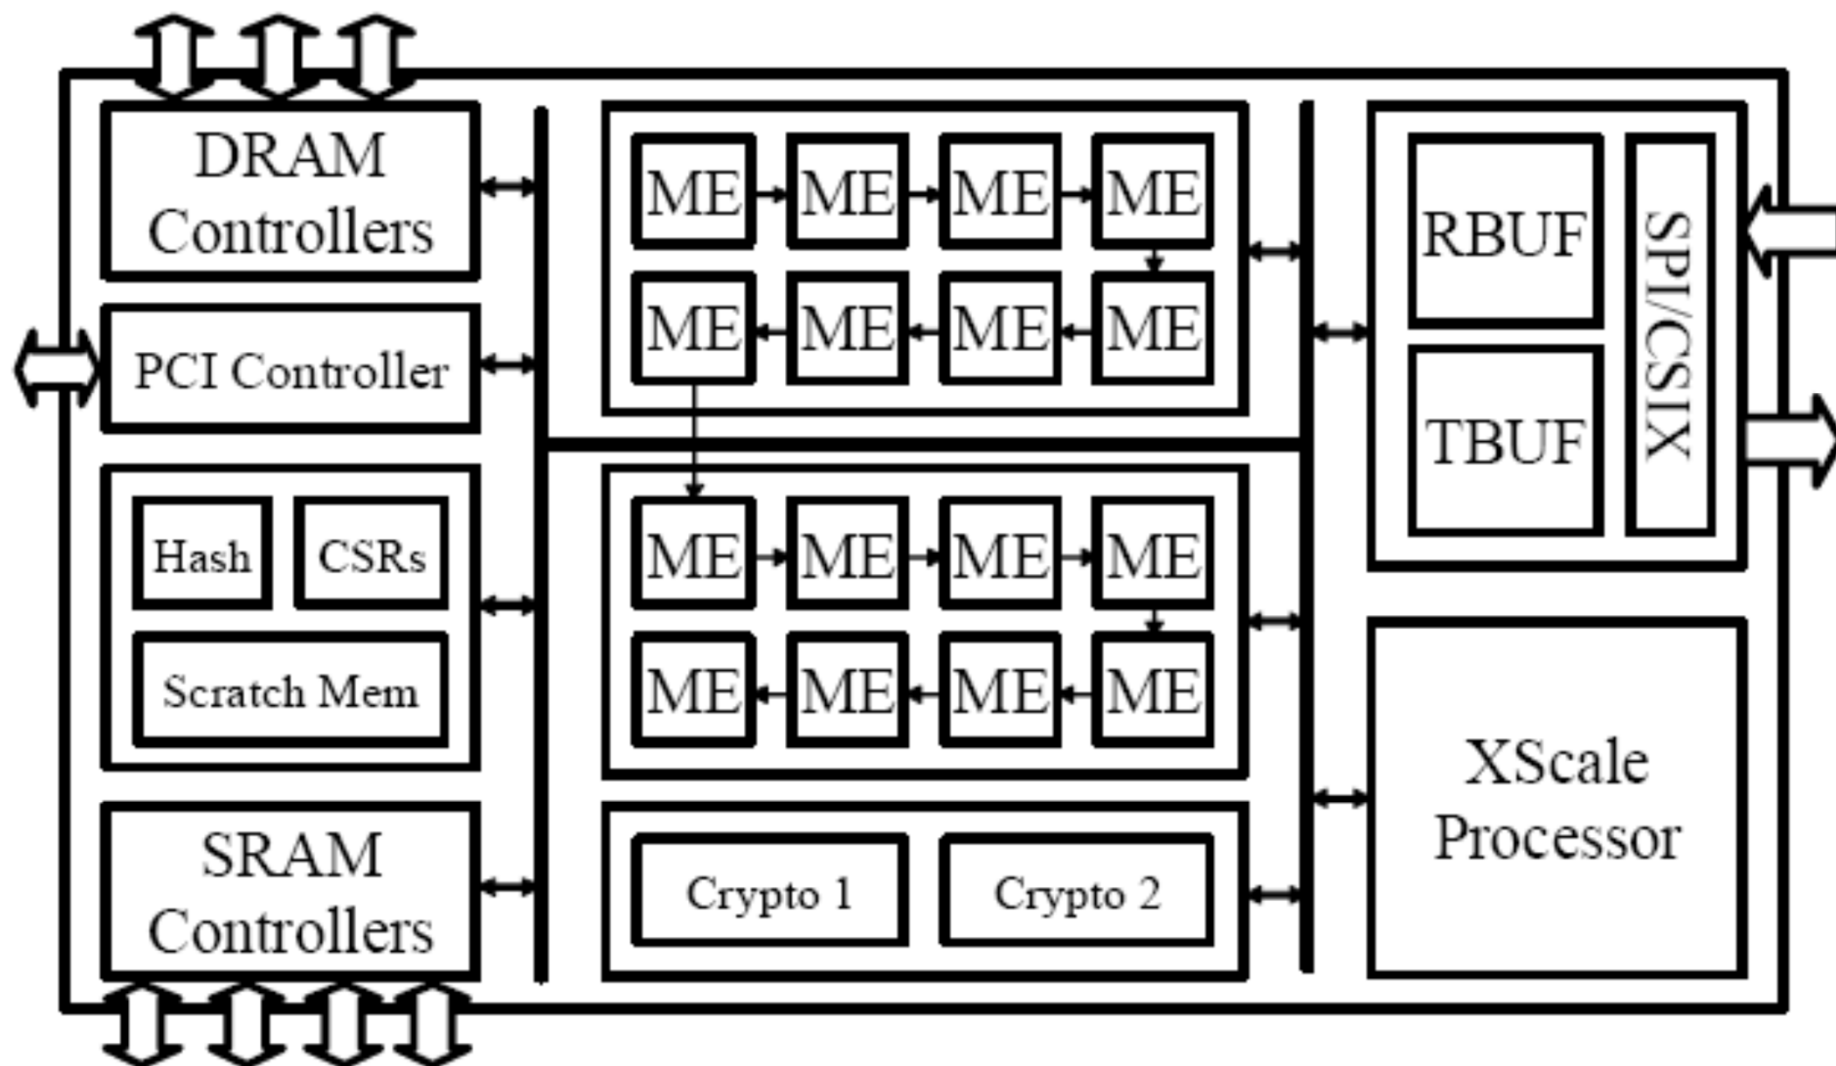 DRAM
Controllers
PCI Controller
Hash CSRs
Scratch Mem
SRAM
Controllers
ME ME ME ME
ME ME ME ME
ME ME ME ME
ME ME ME ME
Crypto 1 Crypto 2
RBUF
TBUF
SPI/CSIX
XScale
Processor